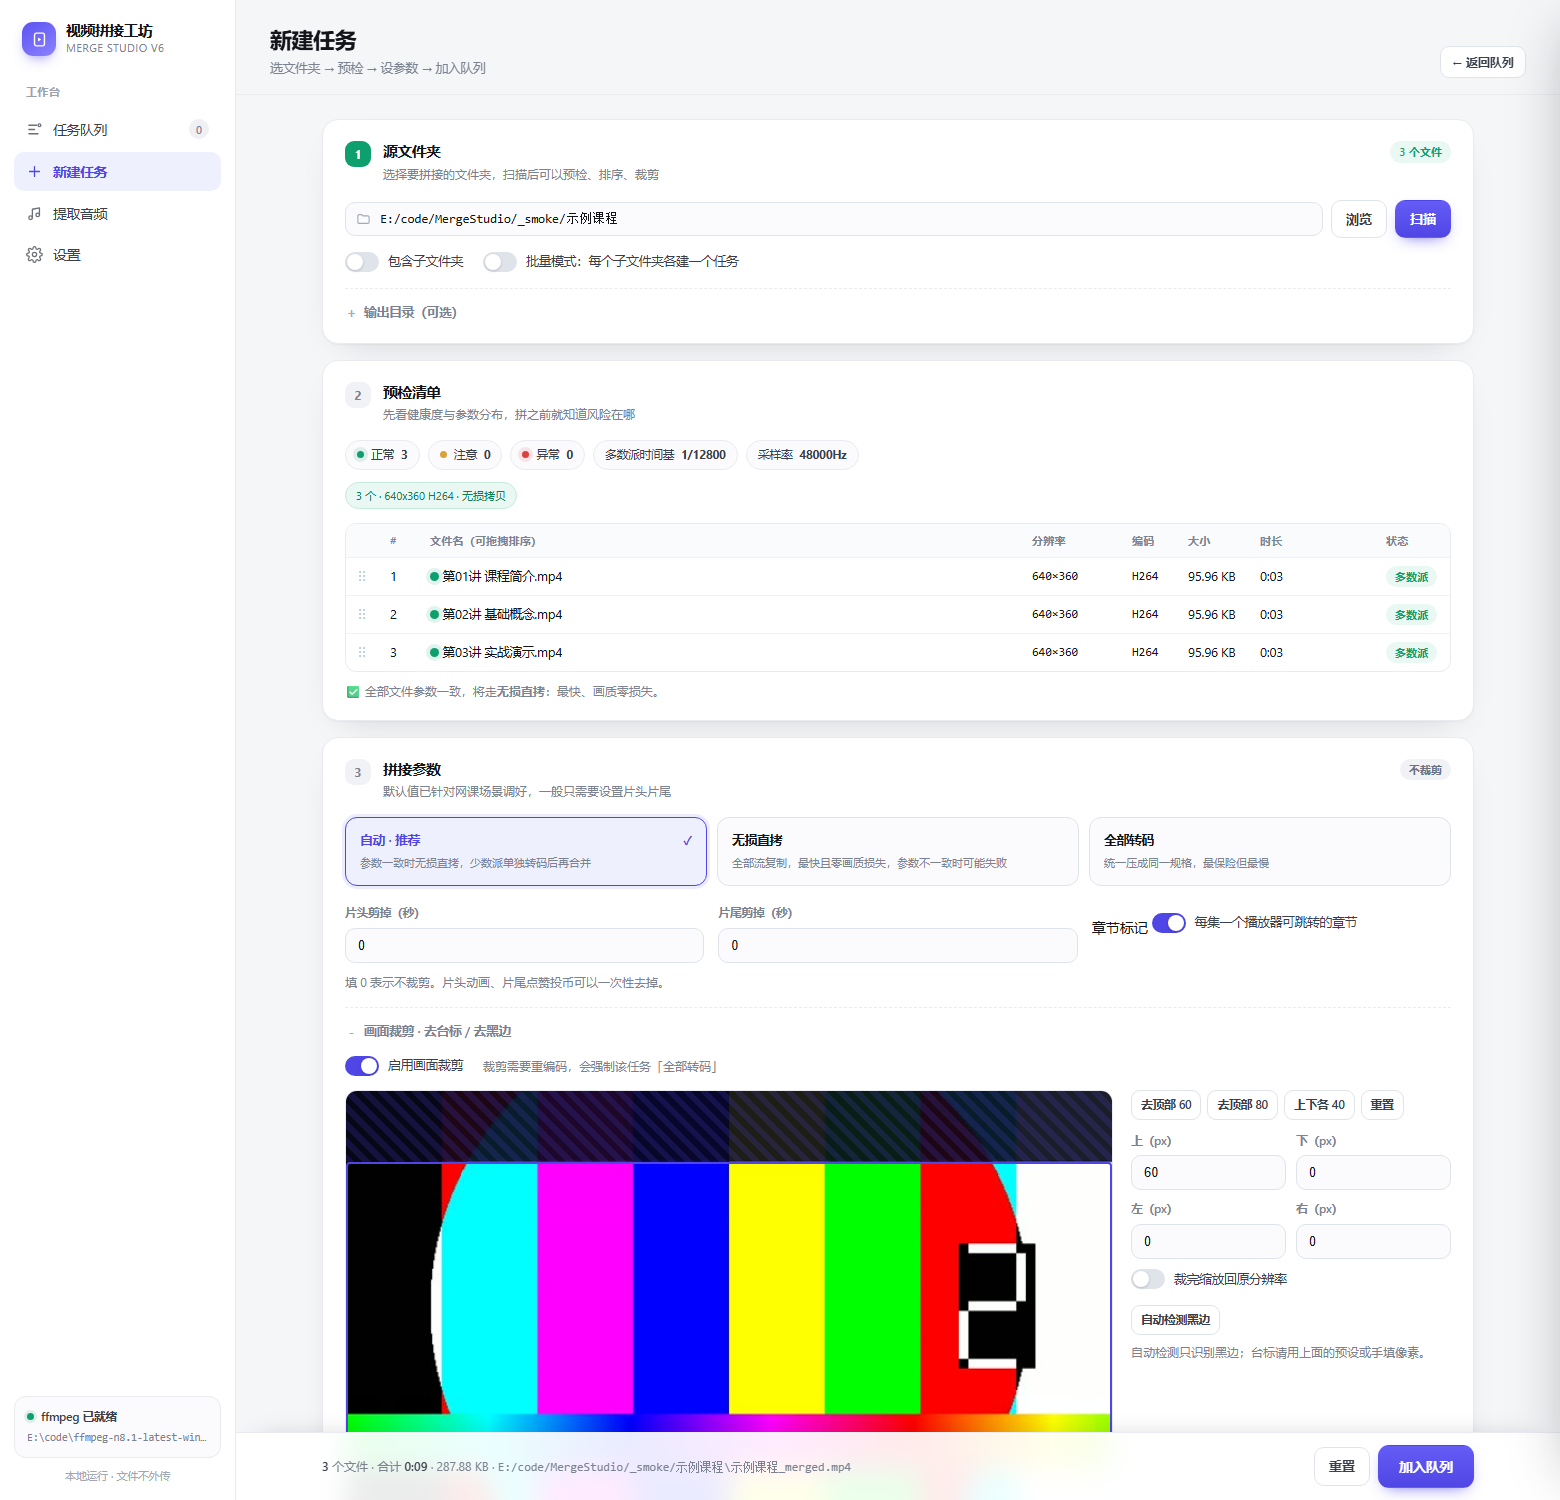 视频拼接工坊
MERGE STUDIO V6
工作台
任务队列 0
新建任务
提取音频
设置
ffmpeg 已就绪
E:\code\ffmpeg-n8.1-latest-win…
本地运行 · 文件不外传
新建任务
选文件夹 → 预检 → 设参数 → 加入队列
← 返回队列
1 源文件夹 3 个文件
选择要拼接的文件夹，扫描后可以预检、排序、裁剪
E:/code/MergeStudio/_smoke/示例课程 浏览 扫描
包含子文件夹 批量模式：每个子文件夹各建一个任务
+ 输出目录（可选）
2 预检清单
先看健康度与参数分布，拼之前就知道风险在哪
正常 3 注意 0 异常 0 多数派时间基 1/12800 采样率 48000Hz
3 个 · 640x360 H264 · 无损拷贝
# 文件名（可拖拽排序） 分辨率 编码 大小 时长 状态
1 第01讲 课程简介.mp4 640×360 H264 95.96 KB 0:03 多数派
2 第02讲 基础概念.mp4 640×360 H264 95.96 KB 0:03 多数派
3 第03讲 实战演示.mp4 640×360 H264 95.96 KB 0:03 多数派
✅ 全部文件参数一致，将走无损直拷：最快、画质零损失。
3 拼接参数 不裁剪
默认值已针对网课场景调好，一般只需要设置片头片尾
自动 · 推荐 ✓
参数一致时无损直拷，少数派单独转码后再合并
无损直拷
全部流复制，最快且零画质损失，参数不一致时可能失败
全部转码
统一压成同一规格，最保险但最慢
片头剪掉（秒） 片尾剪掉（秒） 章节标记 每集一个播放器可跳转的章节
0 0
填 0 表示不裁剪。片头动画、片尾点赞投币可以一次性去掉。
- 画面裁剪 · 去台标 / 去黑边
启用画面裁剪 裁剪需要重编码，会强制该任务「全部转码」
2
去顶部 60 去顶部 80 上下各 40 重置
上（px） 下（px）
60 0
左（px） 右（px）
0 0
裁完缩放回原分辨率
自动检测黑边
自动检测只识别黑边；台标请用上面的预设或手填像素。
3 个文件 · 合计 0:09 · 287.88 KB · E:/code/MergeStudio/_smoke/示例课程\示例课程_merged.mp4 重置 加入队列